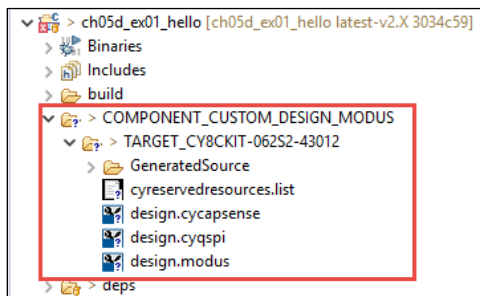 > ch05d_ex01_hello [ch05d_ex01_hello latest-v2.X 3034c59]
Binaries
Includes
> build
> COMPONENT_CUSTOM_DESIGN_MODUS
> TARGET_CY8CKIT-062S2-43012
> GeneratedSource
cyreservedresources.list
design.cycapsense
design.cyqspi
design.modus
> deps